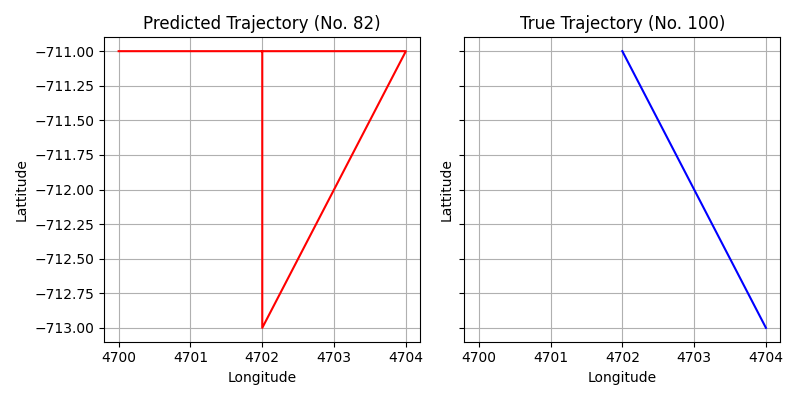 Predicted Trajectory (No. 82)
True Trajectory (No. 100)
Lattitude
−711.00
−711.25
−711.50
−711.75
−712.00
−712.25
−712.50
−712.75
−713.00
4700 4701 4702 4703 4704
Longitude
Lattitude
4700 4701 4702 4703 4704
Longitude